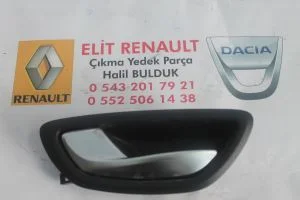 ELİT RENAULT
Çıkma Yedek Parça
Halil BULDUK
0 543 201 79 21
0 552 506 14 38
RENAULT
DACIA